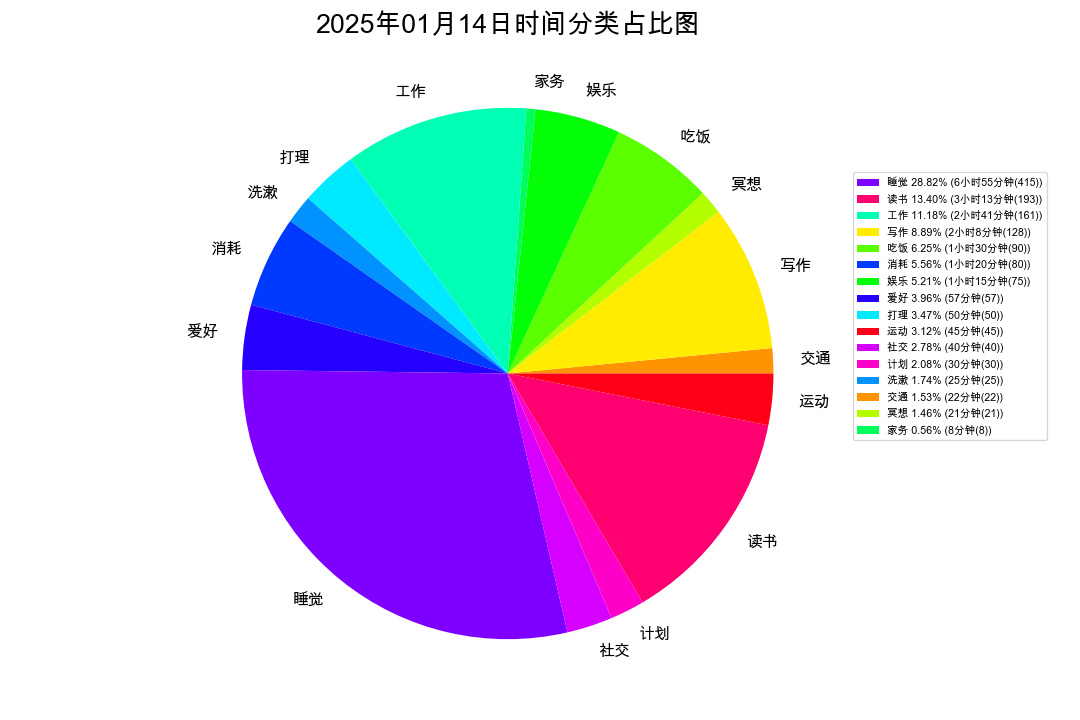 2025年01月14日时间分类占比图
家务
娱乐
工作
吃饭
打理
冥想
洗漱
消耗
写作
爱好
交通
运动
读书
睡觉
计划
社交
睡觉 28.82% (6小时55分钟(415))
读书 13.40% (3小时13分钟(193))
工作 11.18% (2小时41分钟(161))
写作 8.89% (2小时8分钟(128))
吃饭 6.25% (1小时30分钟(90))
消耗 5.56% (1小时20分钟(80))
娱乐 5.21% (1小时15分钟(75))
爱好 3.96% (57分钟(57))
打理 3.47% (50分钟(50))
运动 3.12% (45分钟(45))
社交 2.78% (40分钟(40))
计划 2.08% (30分钟(30))
洗漱 1.74% (25分钟(25))
交通 1.53% (22分钟(22))
冥想 1.46% (21分钟(21))
家务 0.56% (8分钟(8))